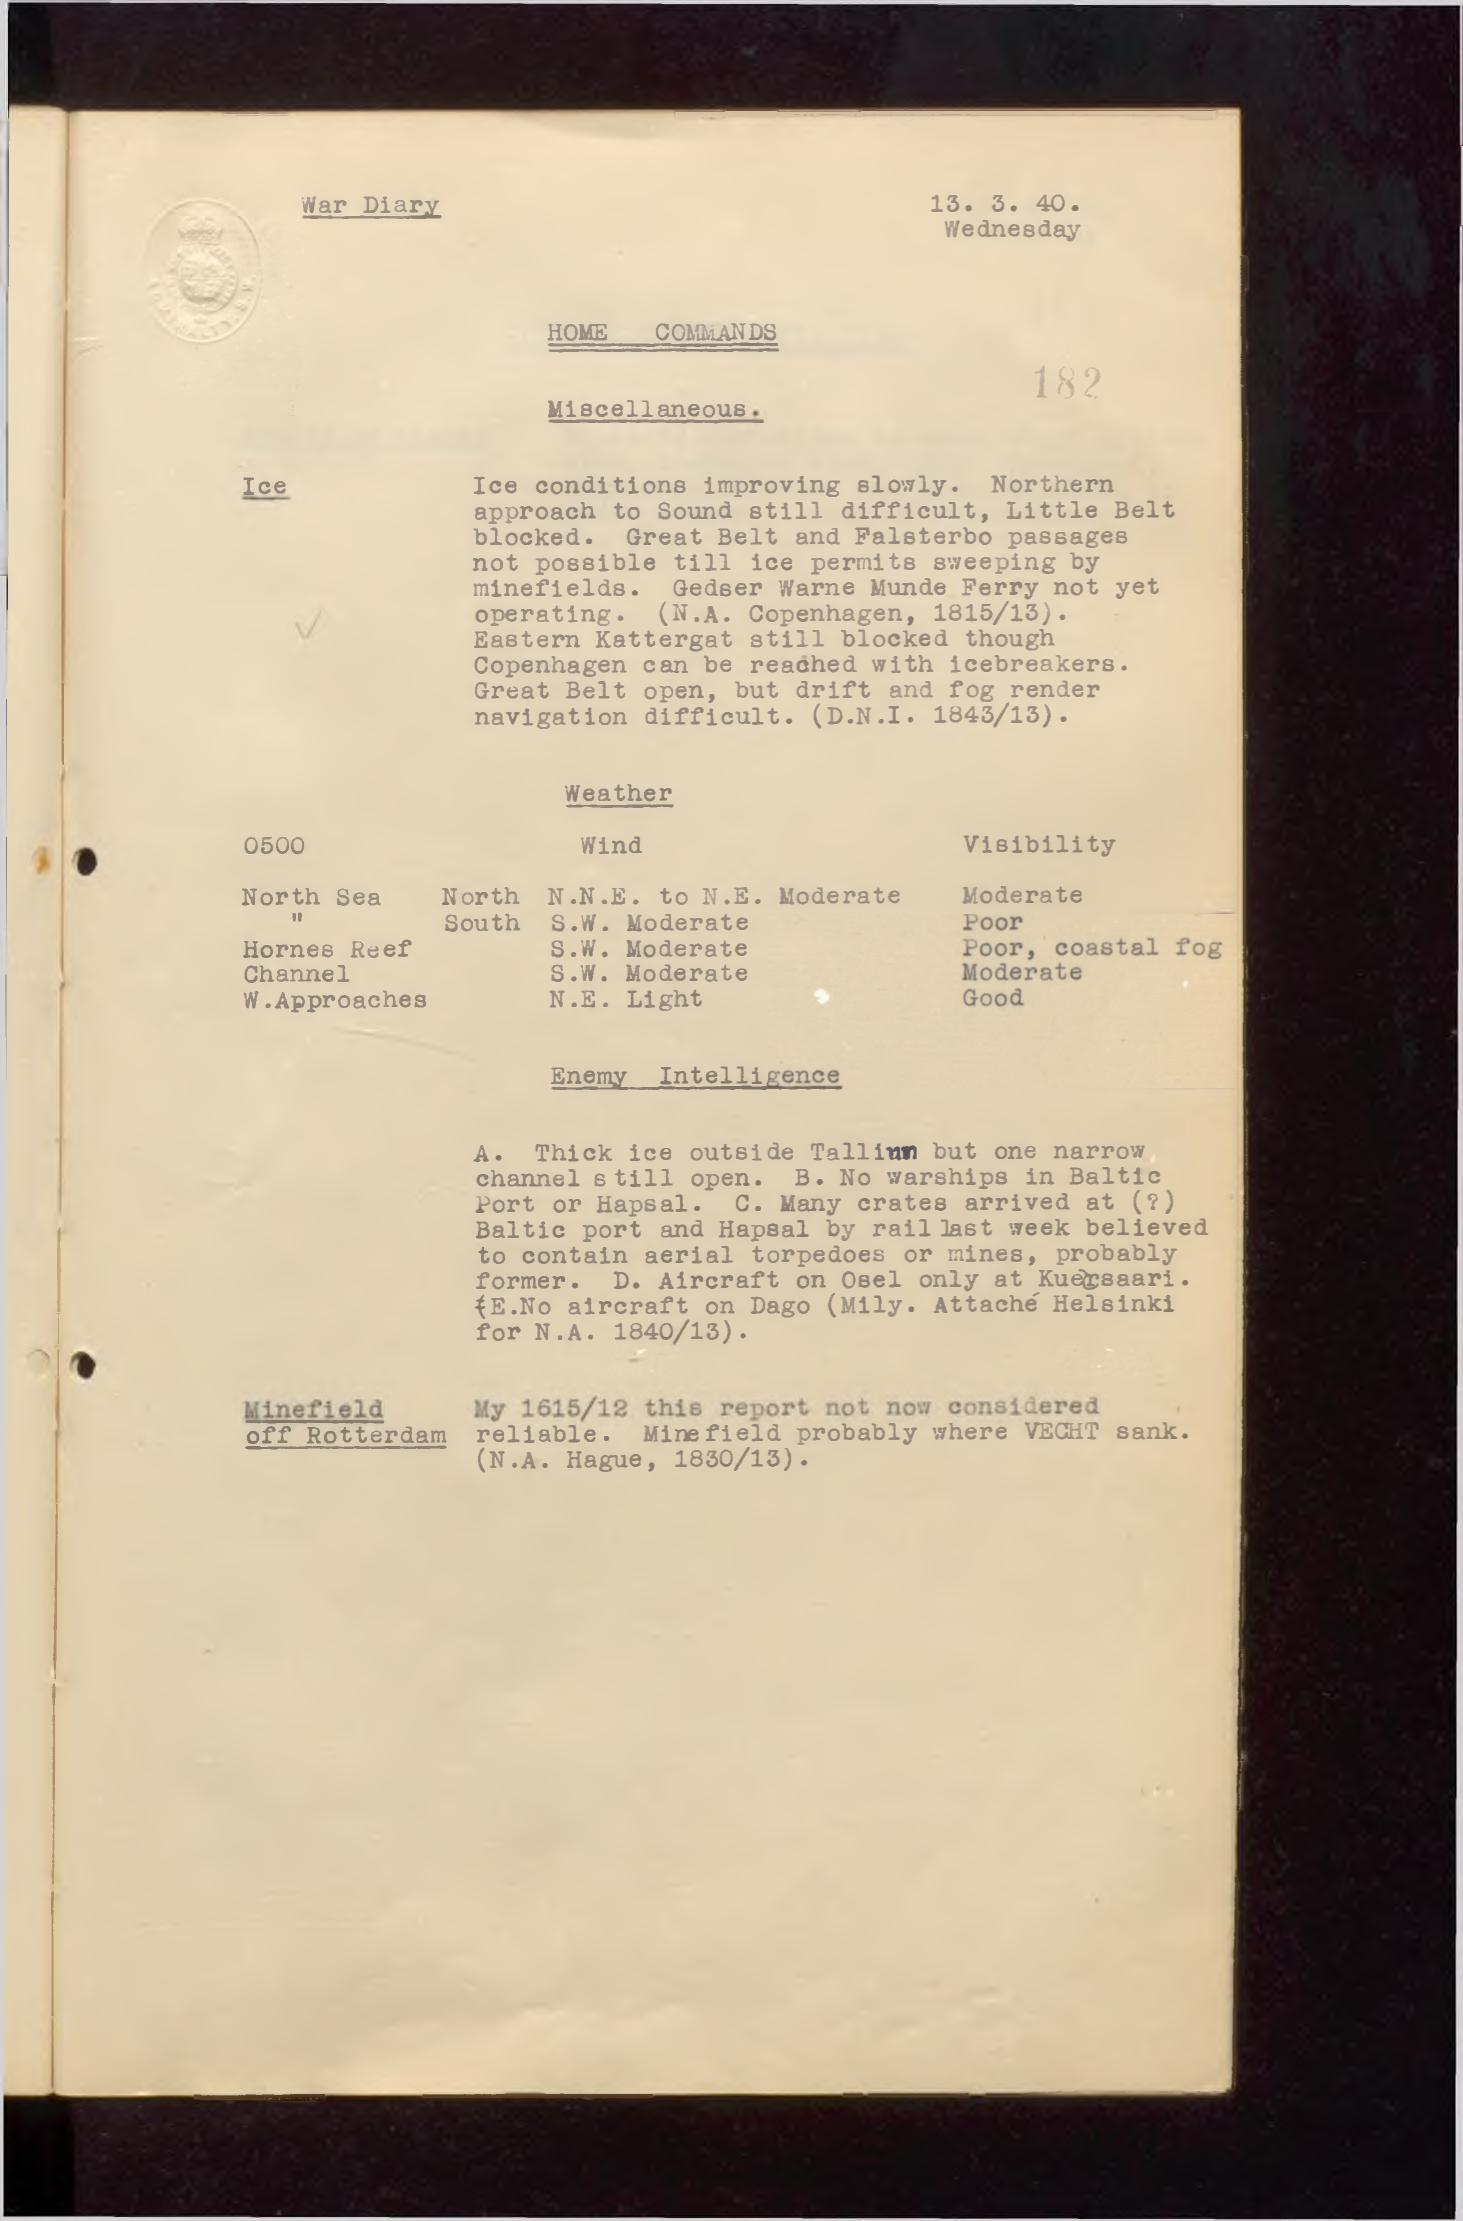 War Diary
13. 3. 40.
Wednesday
HOME COMMANDS
182
Miscellaneous.
Ice
Ice conditions improving slowly. Northern
approach to Sound still difficult, Little Belt
blocked. Great Belt and Falsterbo passages
not possible till ice permits sweeping by
minefields. Gedser Warne Munde Ferry not yet
operating. (N.A. Copenhagen, 1815/13).
Eastern Kattergat still blocked though
Copenhagen can be reached with icebreakers.
Great Belt open, but drift and fog render
navigation difficult. (D.N.I. 1843/13).
Weather
0500 Wind Visibility
North Sea North N.N.E. to N.E. Moderate Moderate
" South S.W. Moderate Poor
Hornes Reef S.W. Moderate Poor, coastal fog
Channel S.W. Moderate Moderate
W.Approaches N.E. Light Good
Enemy Intelligence
A. Thick ice outside Tallinn but one narrow
channel still open. B. No warships in Baltic
Port or Hapsal. C. Many crates arrived at (?)
Baltic port and Hapsal by rail last week believed
to contain aerial torpedoes or mines, probably
former. D. Aircraft on Osel only at
E.No aircraft on Dago (Mily. Attaché Helsinki
for N.A. 1840/13).
Minefield My 1615/12 this report not now considered
off Rotterdam reliable. Minefield probably where VECHT sank.
(N.A. Hague, 1830/13).